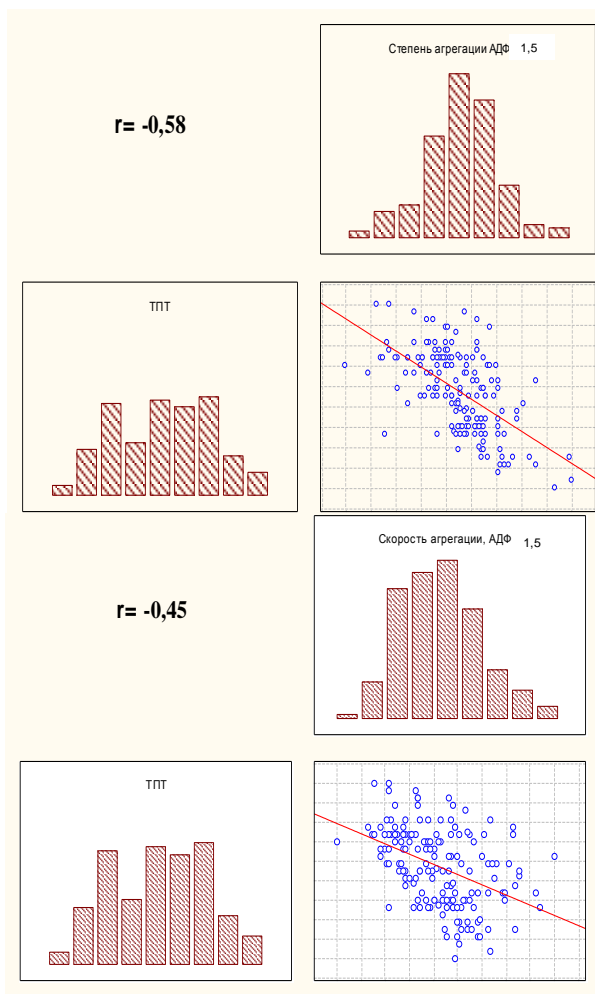 Степень агрегации АДФ 1,5
r= -0,58
ТПТ
Скорость агрегации, АДФ 1,5
r= -0,45
ТПТ